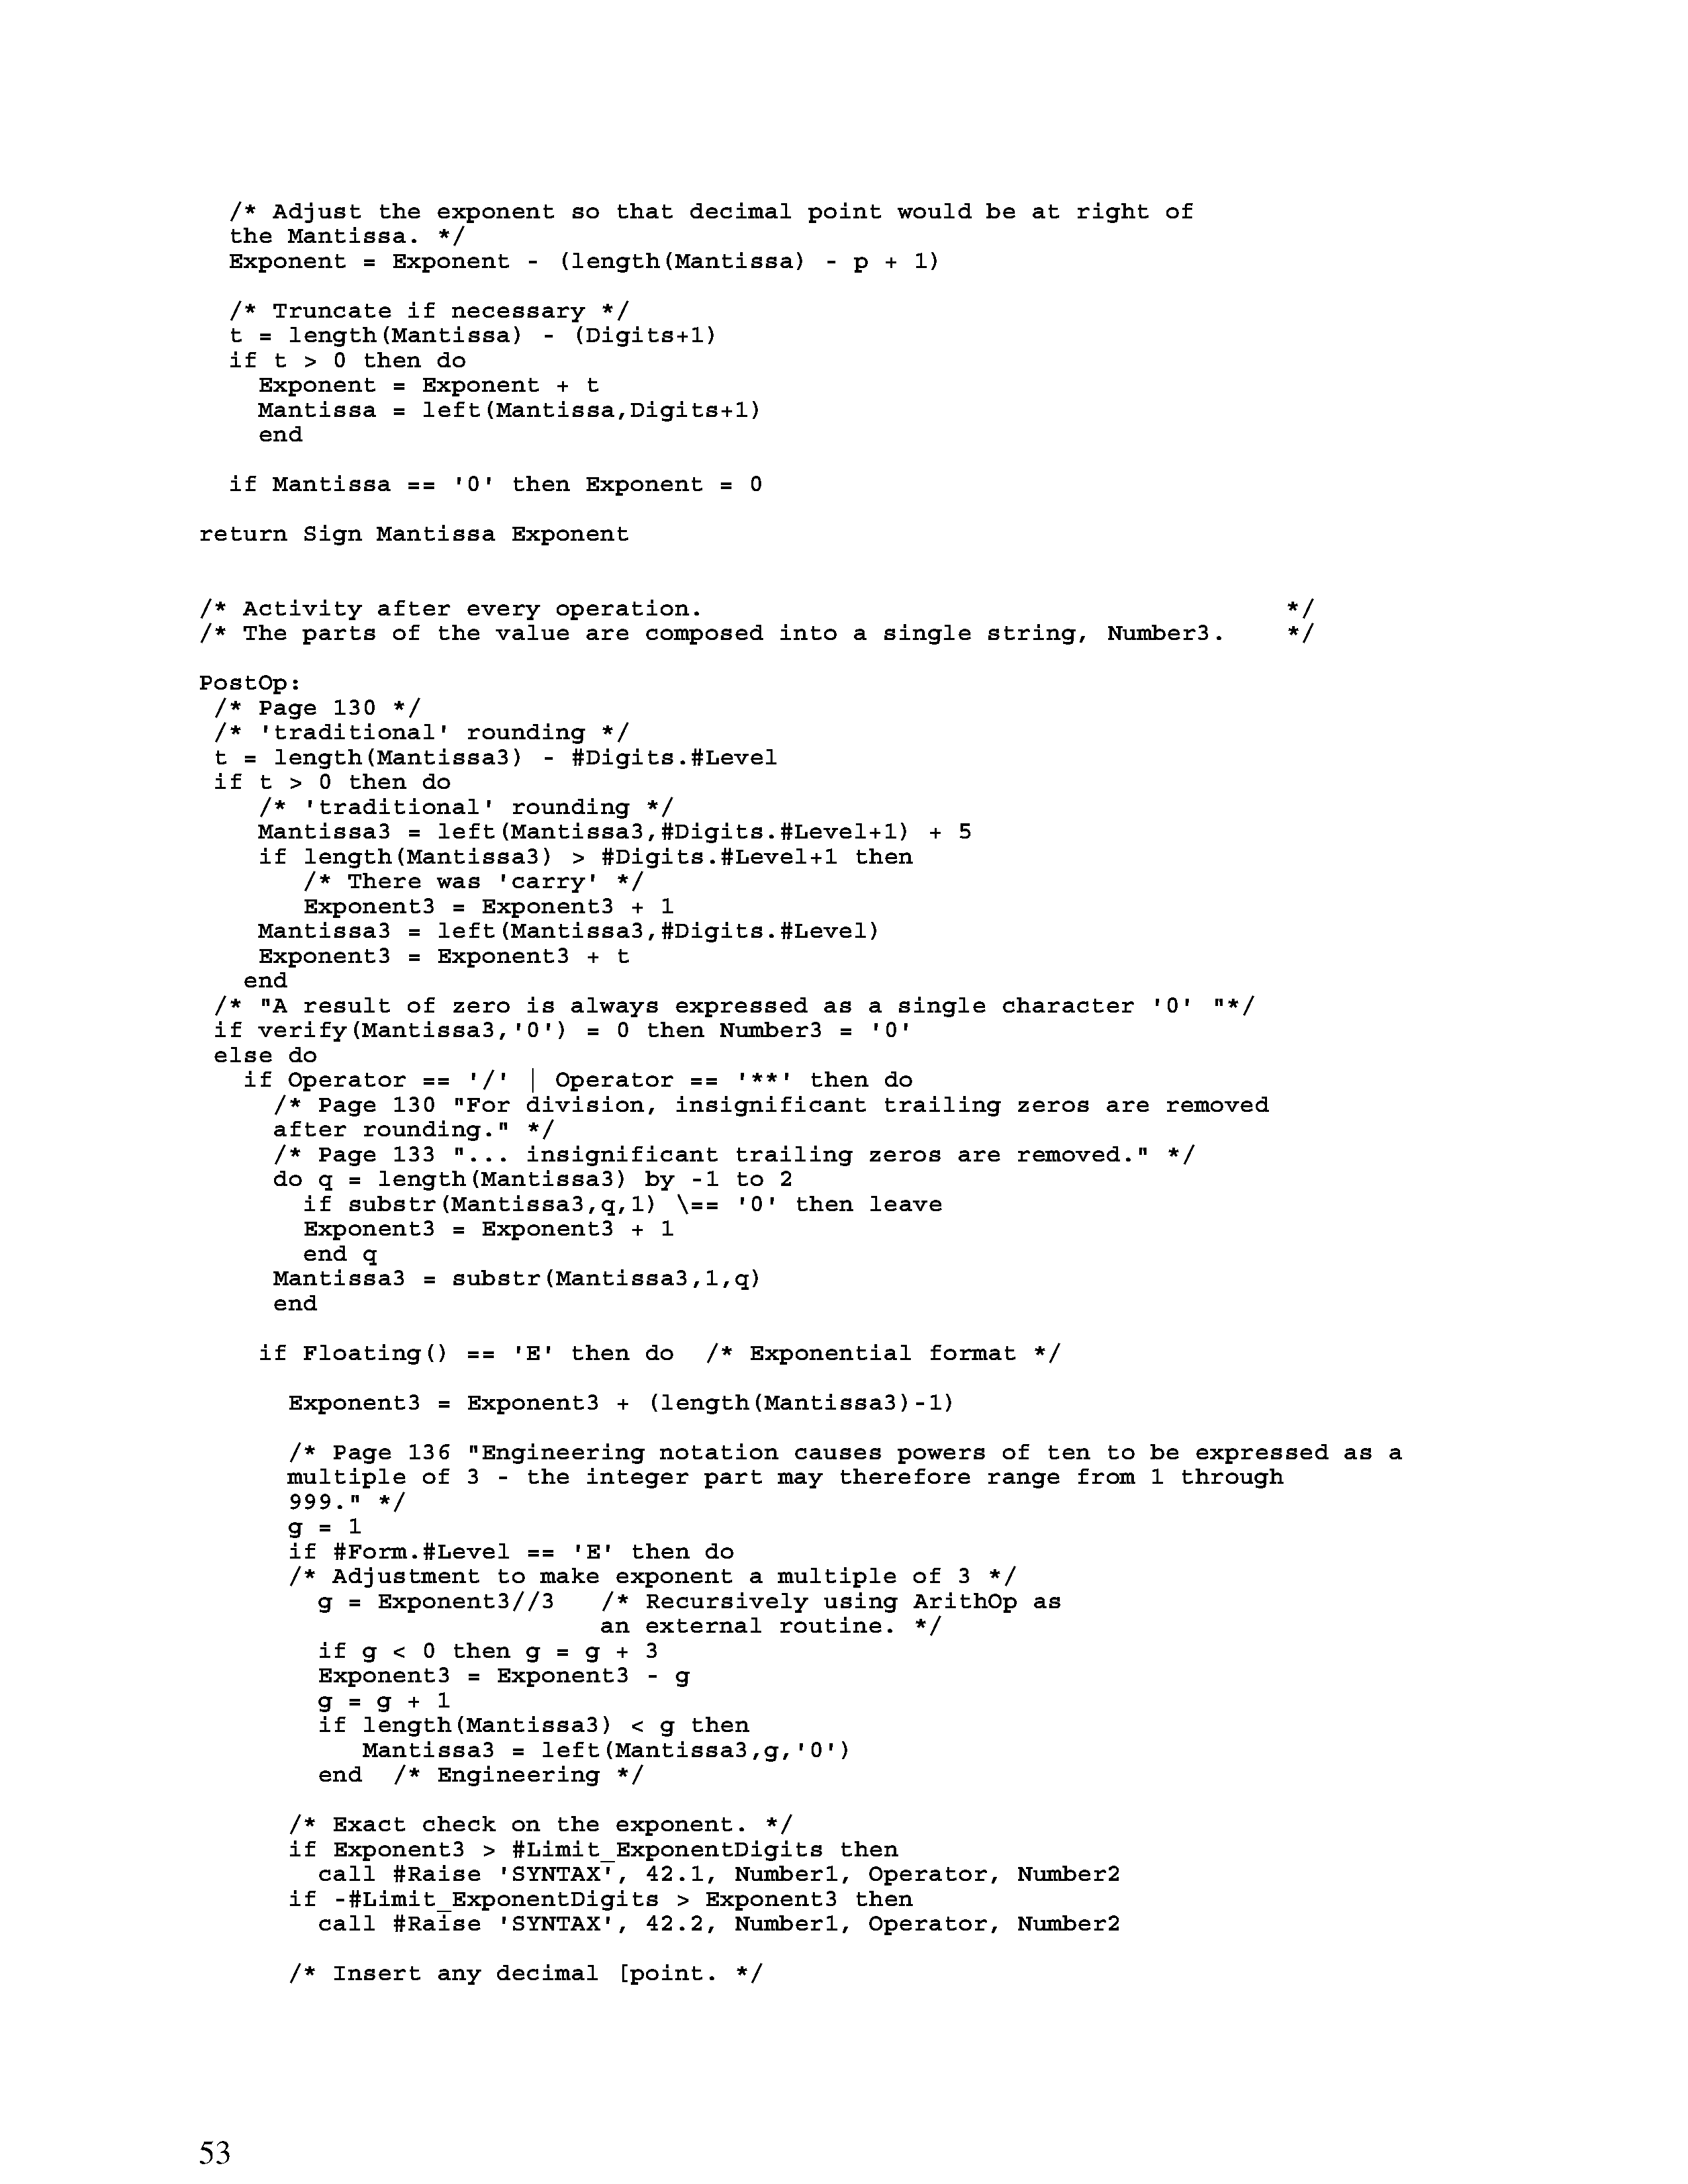 /* Adjust the exponent so that decimal point would be at right of
the Mantissa. */
Exponent = Exponent - (length(Mantissa) - p + 1)
/* Truncate if necessary */
t = length(Mantissa) - (Digits+1)
if t > 0 then do
Exponent = Exponent + t
Mantissa = left(Mantissa,Digits+1)
end
if Mantissa == '0' then Exponent = 0
return Sign Mantissa Exponent
/* Activity after every operation. */
/* The parts of the value are composed into a single string, Number3. */
PostOp:
/* Page 130 */
/* 'traditional' rounding */
t = length(Mantissa3) - #Digits.#Level
if t > 0 then do
/* 'traditional' rounding */
Mantissa3 = left(Mantissa3,#Digits.#Level+1) + 5
if length(Mantissa3) > #Digits.#Level+1 then
/* There was 'carry' */
Exponent3 = Exponent3 + 1
Mantissa3 = left(Mantissa3,#Digits.#Level)
Exponent3 = Exponent3 + t
end
/* "A result of zero is always expressed as a single character '0' "*/
if verify(Mantissa3,'0') = 0 then Number3 = '0'
else do
if Operator == '/' | Operator == '**' then do
/* Page 130 "For division, insignificant trailing zeros are removed
after rounding." */
/* Page 133 "... insignificant trailing zeros are removed." */
do q = length(Mantissa3) by -1 to 2
if substr(Mantissa3,q,1) \== '0' then leave
Exponent3 = Exponent3 + 1
end q
Mantissa3 = substr(Mantissa3,1,q)
end
if Floating() == 'E' then do /* Exponential format */
Exponent3 = Exponent3 + (length(Mantissa3)-1)
/* Page 136 "Engineering notation causes powers of ten to be expressed as a
multiple of 3 - the integer part may therefore range from 1 through
999." */
g = 1
if #Form.#Level == 'E' then do
/* Adjustment to make exponent a multiple of 3 */
g = Exponent3//3 /* Recursively using ArithOp as
an external routine. */
if g < 0 then g = g + 3
Exponent3 = Exponent3 - g
g = g + 1
if length(Mantissa3) < g then
Mantissa3 = left(Mantissa3,g,'0')
end /* Engineering */
/* Exact check on the exponent. */
if Exponent3 > #Limit_ExponentDigits then
call #Raise 'SYNTAX', 42.1, Number1, Operator, Number2
if -#Limit_ExponentDigits > Exponent3 then
call #Raise 'SYNTAX', 42.2, Number1, Operator, Number2
/* Insert any decimal [point. */
53